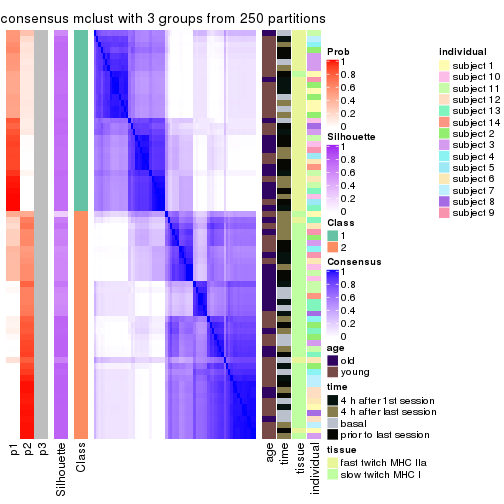 consensus mclust with 3 groups from 250 partitions
Prob
1
0.8
0.6
0.4
0.2
0
Silhouette
1
0.8
0.6
0.4
0.2
0
Class
1
2
Consensus
1
0.8
0.6
0.4
0.2
0
age
old
young
time
4 h after 1st session
4 h after last session
basal
prior to last session
tissue
fast twitch MHC IIa
slow twitch MHC I
individual
subject 1
subject 10
subject 11
subject 12
subject 13
subject 14
subject 2
subject 3
subject 4
subject 5
subject 6
subject 7
subject 8
subject 9
p1
p2
p3
Silhouette
Class
age
time
tissue
individual